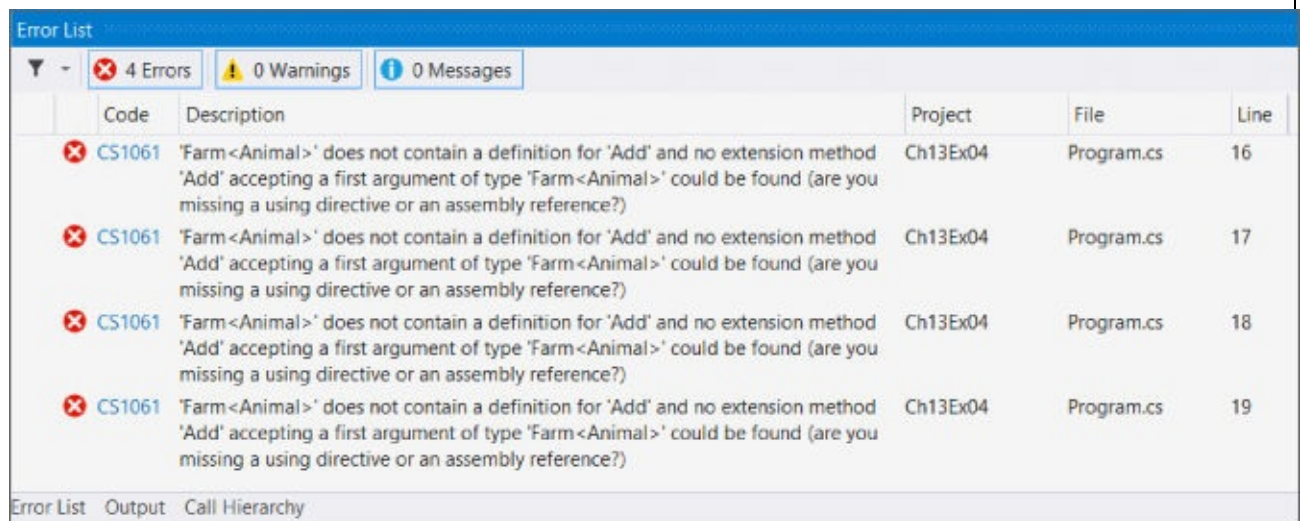 Error List
4 Errors 0 Warnings 0 Messages
Code Description Project File Line
CS1061 'Farm<Animal>' does not contain a definition for 'Add' and no extension method Ch13Ex04 Program.cs 16
'Add' accepting a first argument of type 'Farm<Animal>' could be found (are you
missing a using directive or an assembly reference?)
CS1061 'Farm<Animal>' does not contain a definition for 'Add' and no extension method Ch13Ex04 Program.cs 17
'Add' accepting a first argument of type 'Farm<Animal>' could be found (are you
missing a using directive or an assembly reference?)
CS1061 'Farm<Animal>' does not contain a definition for 'Add' and no extension method Ch13Ex04 Program.cs 18
'Add' accepting a first argument of type 'Farm<Animal>' could be found (are you
missing a using directive or an assembly reference?)
CS1061 'Farm<Animal>' does not contain a definition for 'Add' and no extension method Ch13Ex04 Program.cs 19
'Add' accepting a first argument of type 'Farm<Animal>' could be found (are you
missing a using directive or an assembly reference?)
Error List Output Call Hierarchy